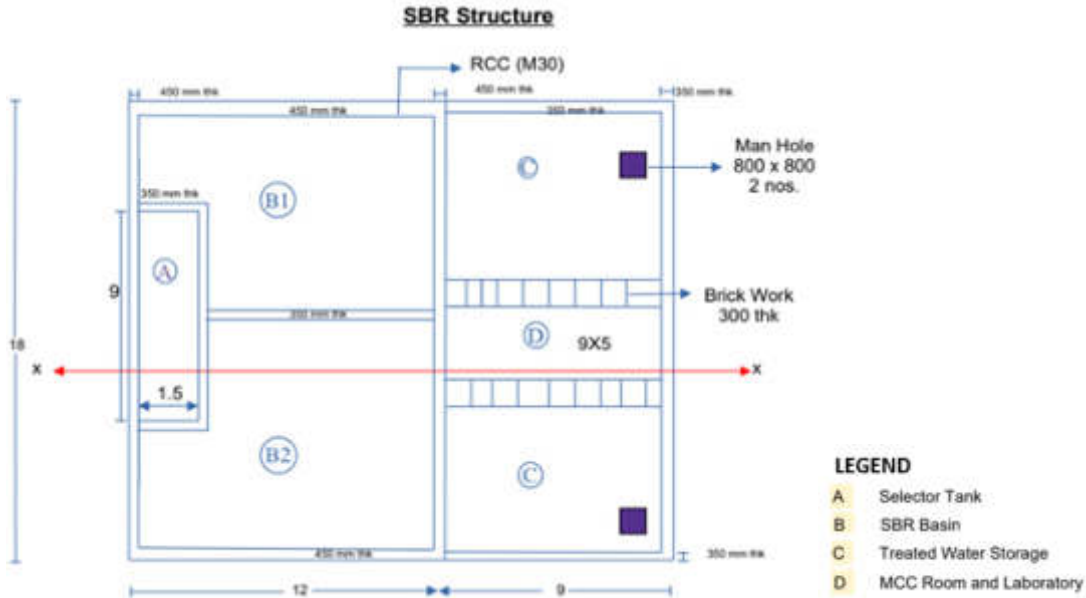 SBR Structure
RCC (M30)
450 mm thk
450 mm thk
350 mm thk
450 mm thk
350 mm thk
Man Hole
800 x 800
2 nos.
C
B1
350 mm thk
A
9
Brick Work
300 thk
350 mm thk
D
9X5
18
x
x
1.5
B2
C
LEGEND
A Selector Tank
B SBR Basin
C Treated Water Storage
D MCC Room and Laboratory
450 mm thk
350 mm thk
12
9